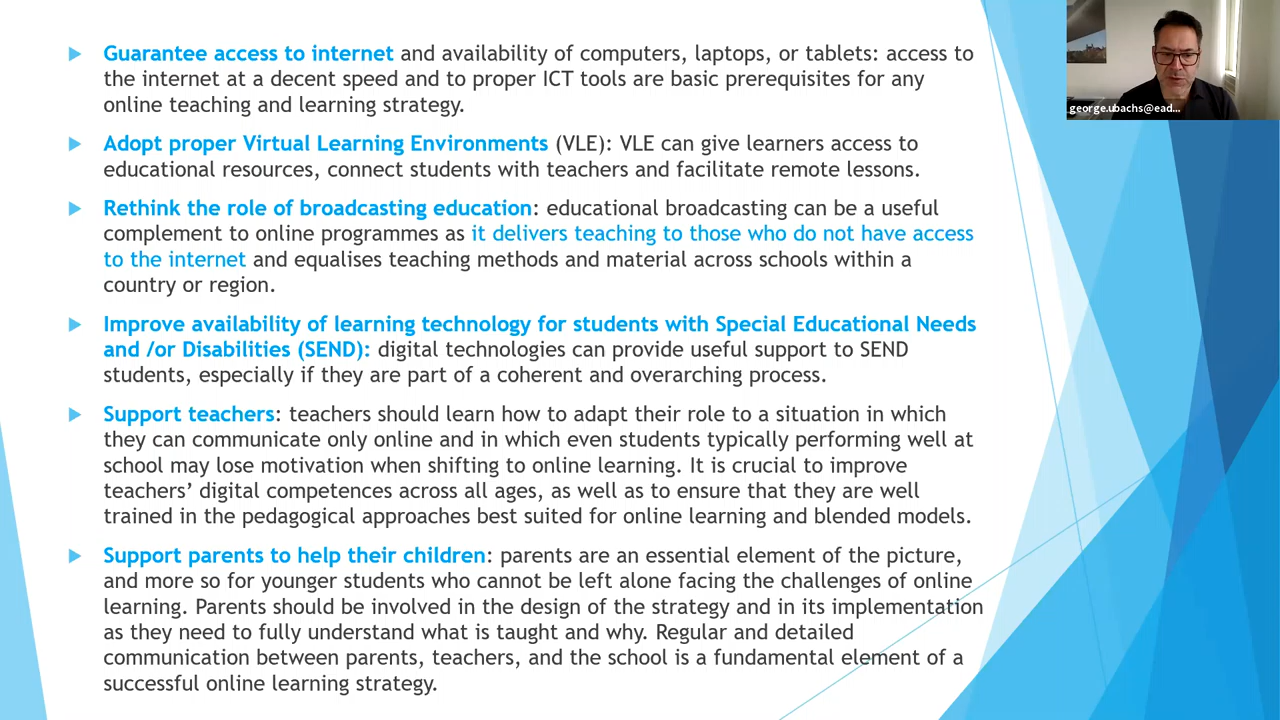 Guarantee access to internet and availability of computers, laptops, or tablets: access to
the internet at a decent speed and to proper ICT tools are basic prerequisites for any
online teaching and learning strategy.
Adopt proper Virtual Learning Environments (VLE): VLE can give learners access to
educational resources, connect students with teachers and facilitate remote lessons.
Rethink the role of broadcasting education: educational broadcasting can be a useful
complement to online programmes as it delivers teaching to those who do not have access
to the internet and equalises teaching methods and material across schools within a
country or region.
Improve availability of learning technology for students with Special Educational Needs
and /or Disabilities (SEND): digital technologies can provide useful support to SEND
students, especially if they are part of a coherent and overarching process.
Support teachers: teachers should learn how to adapt their role to a situation in which
they can communicate only online and in which even students typically performing well at
school may lose motivation when shifting to online learning. It is crucial to improve
teachers’ digital competences across all ages, as well as to ensure that they are well
trained in the pedagogical approaches best suited for online learning and blended models.
Support parents to help their children: parents are an essential element of the picture,
and more so for younger students who cannot be left alone facing the challenges of online
learning. Parents should be involved in the design of the strategy and in its implementation
as they need to fully understand what is taught and why. Regular and detailed
communication between parents, teachers, and the school is a fundamental element of a
successful online learning strategy.
george.ubachs@ead...